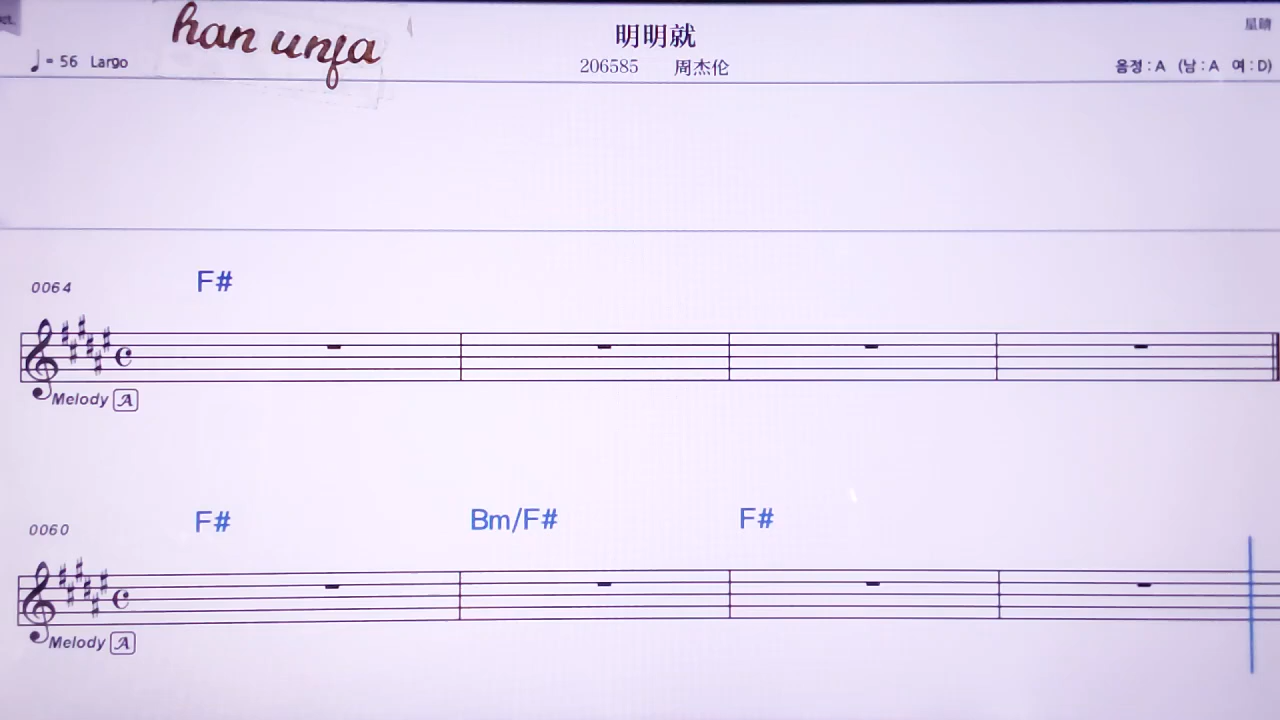 han unfa
明明就
206585 周杰伦
♩= 56 Largo
음정 : A (남 : A 여 : D)
0064
F#
Melody A
0060
F# Bm/F# F#
Melody A